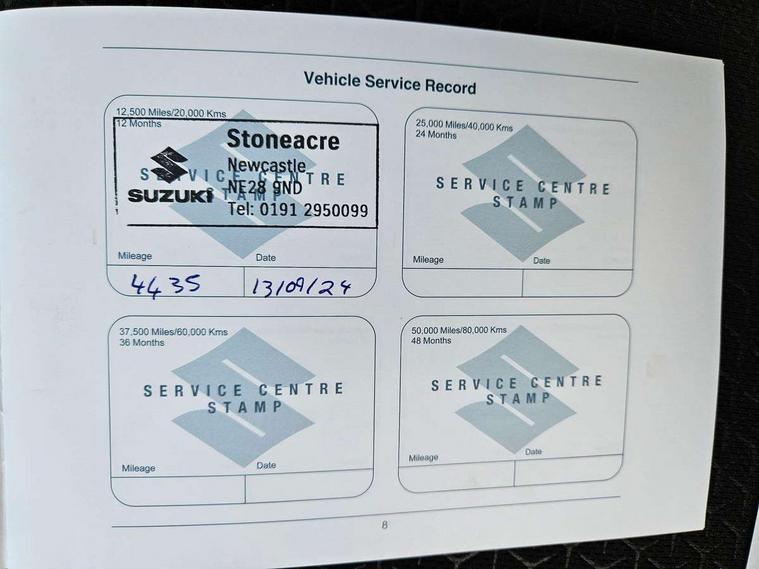 Vehicle Service Record
12,500 Miles/20,000 Kms
12 Months
Stoneacre
Newcastle
SERVICE CENTRE
STAMP
NE28 9ND
SUZUKI
Tel: 0191 2950099
Mileage
Date
4435
13/09/24
25,000 Miles/40,000 Kms
24 Months
SERVICE CENTRE
STAMP
Mileage
Date
37,500 Miles/60,000 Kms
36 Months
SERVICE CENTRE
STAMP
Mileage
Date
50,000 Miles/80,000 Kms
48 Months
SERVICE CENTRE
STAMP
Mileage
Date
8